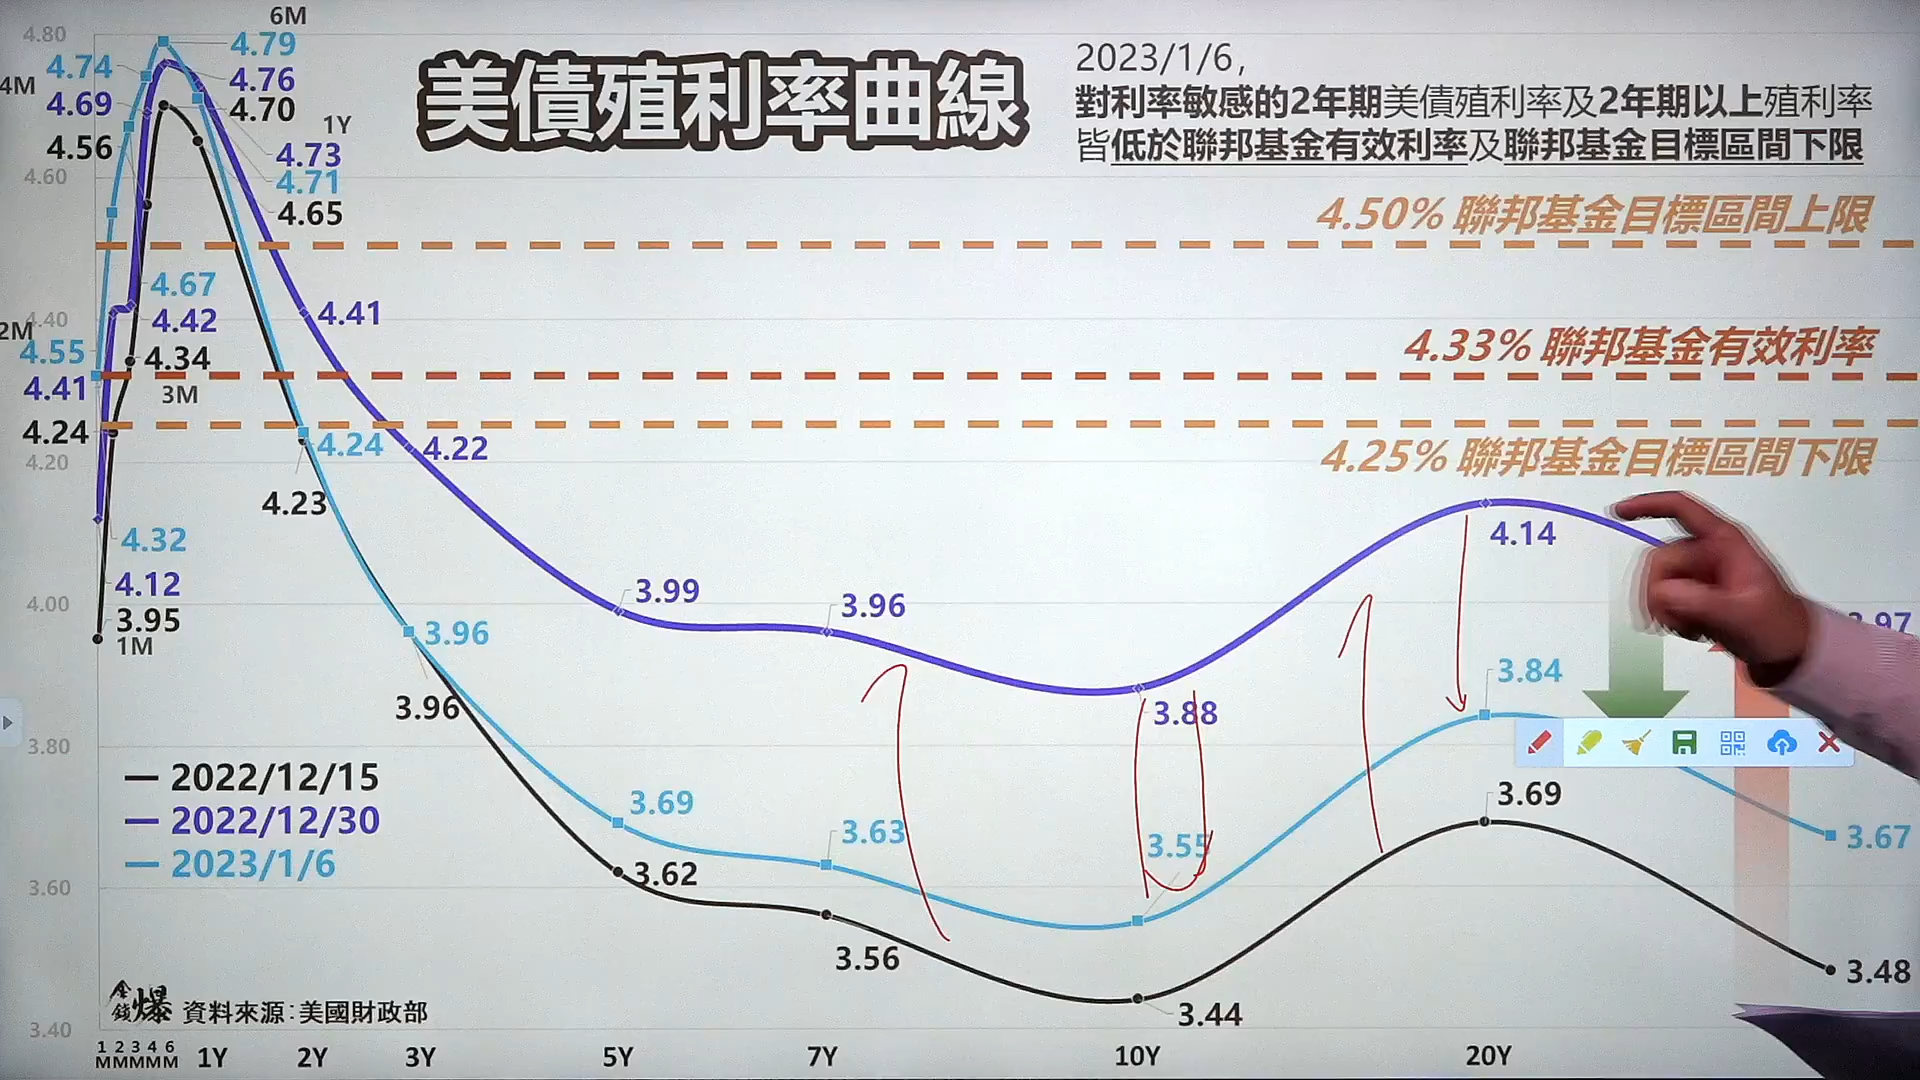 美債殖利率曲線
2023/1/6,
對利率敏感的2年期美債殖利率及2年期以上殖利率
皆低於聯邦基金有效利率及聯邦基金目標區間下限
4.50% 聯邦基金目標區間上限
4.33% 聯邦基金有效利率
4.25% 聯邦基金目標區間下限
4.80
4.60
4.40
4.20
4.00
3.80
3.60
3.40
6M
4.79
4.76
4.70
4M
4.74
4.69
4.56
1Y
4.73
4.71
4.65
4.67
4.42
4.34
3M
2M
4.55
4.41
4.24
4.32
4.12
3.95
1M
4.41
4.24
4.23
4.22
3.96
3.96
3.99
3.69
3.62
3.96
3.63
3.56
3.88
3.55
3.44
4.14
3.84
3.69
3.67
3.48
2022/12/15
2022/12/30
2023/1/6
金錢爆
資料來源:美國財政部
1 2 3 4 6
M M M M M
1Y 2Y 3Y 5Y 7Y 10Y 20Y